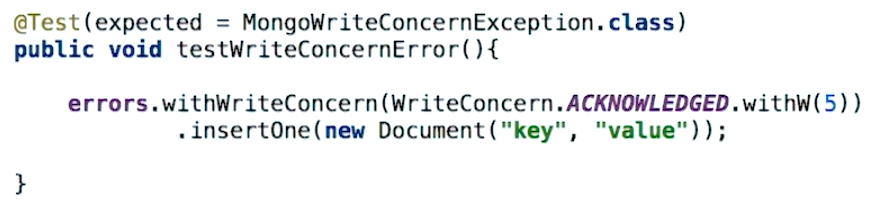 @Test(expected = MongoWriteConcernException.class)
public void testWriteConcernError(){
errors.withWriteConcern(WriteConcern.ACKNOWLEDGED.withW(5))
.insertOne(new Document("key", "value"));
}